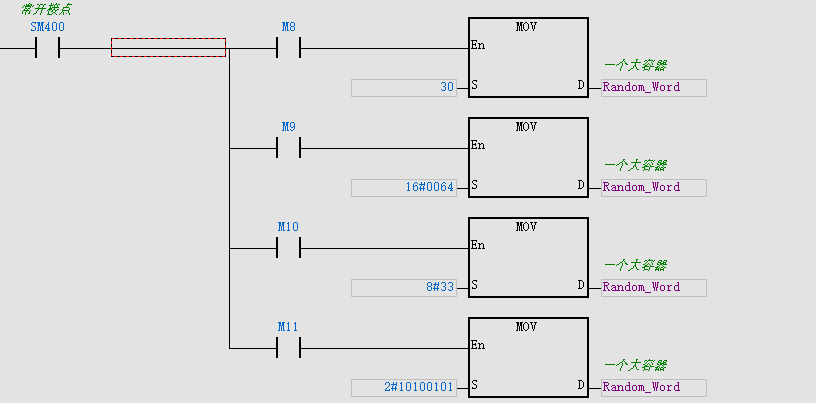 常开接点
SM400
M8
MOV
En
一个大容器
30
S
D
Random_Word
M9
MOV
En
一个大容器
16#0064
S
D
Random_Word
M10
MOV
En
一个大容器
8#33
S
D
Random_Word
M11
MOV
En
一个大容器
2#10100101
S
D
Random_Word